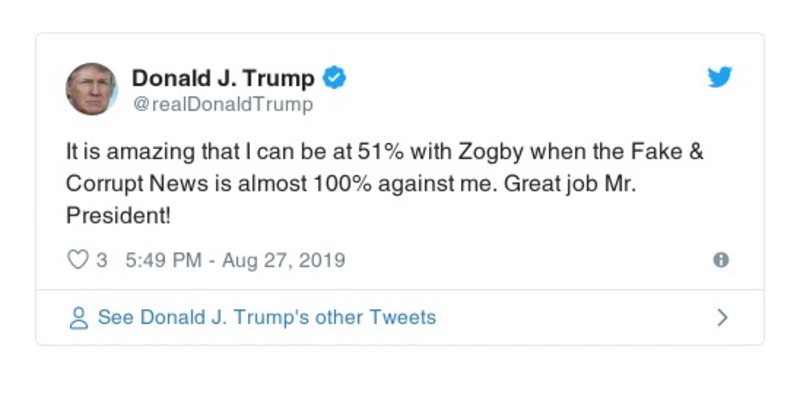 Donald J. Trump
@realDonaldTrump
It is amazing that I can be at 51% with Zogby when the Fake &
Corrupt News is almost 100% against me. Great job Mr.
President!
3 5:49 PM - Aug 27, 2019
See Donald J. Trump's other Tweets